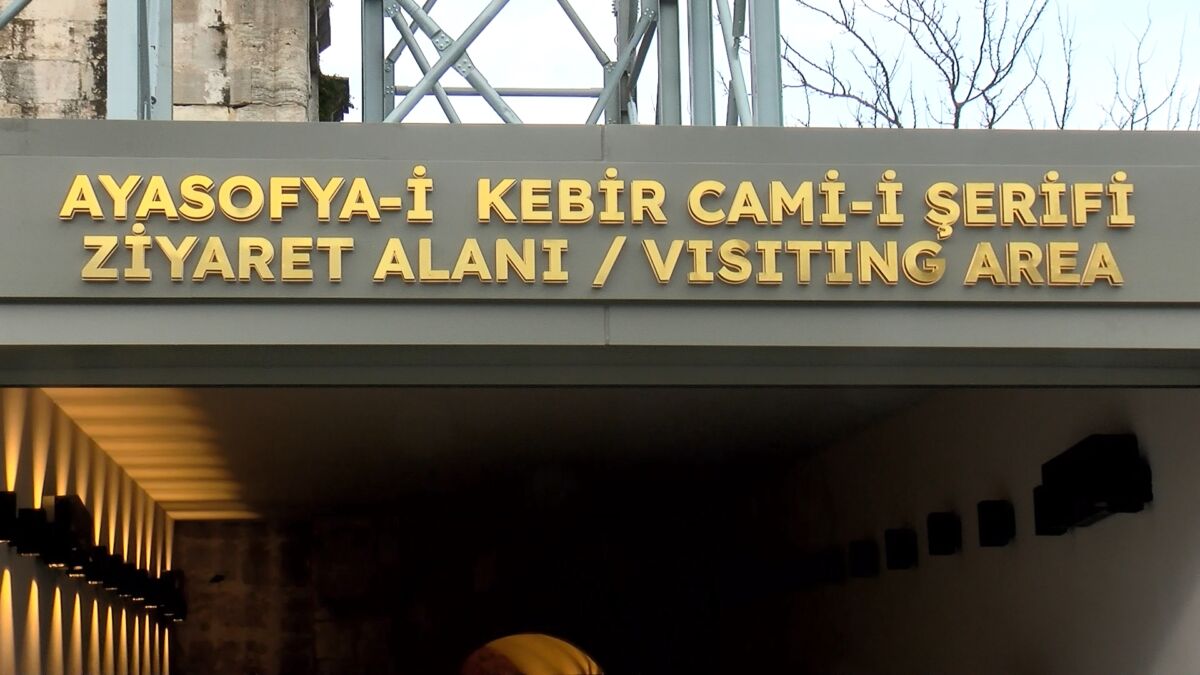 AYASOFYA-İ KEBİR CAMİ-İ ŞERİFİ
ZİYARET ALANI / VISITING AREA